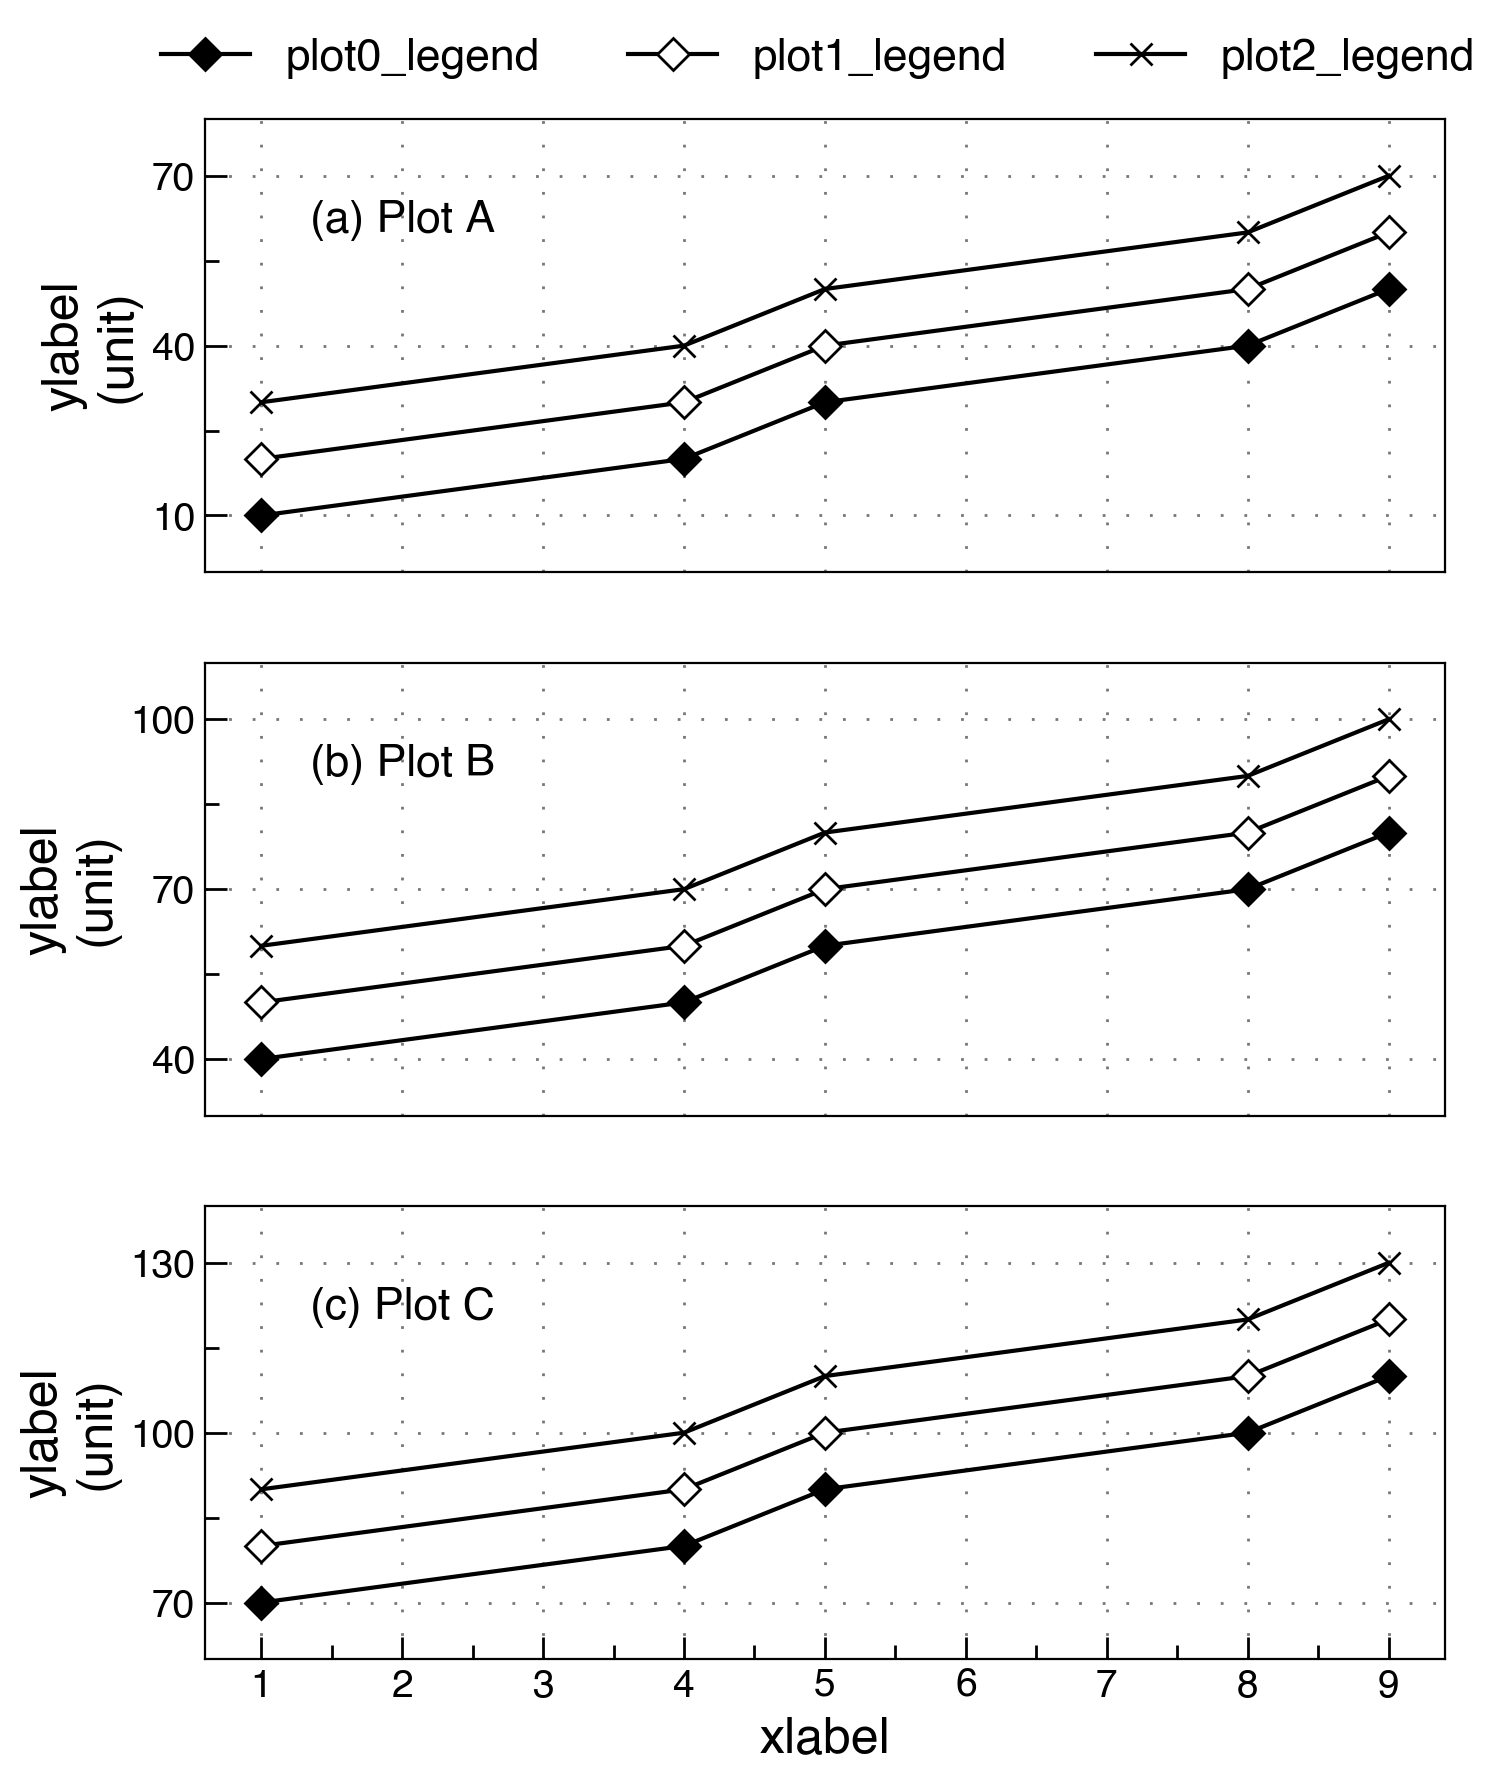 plot0_legend plot1_legend plot2_legend
70
(a) Plot A
ylabel
(unit)
40
10
100
(b) Plot B
ylabel
(unit)
70
40
130
(c) Plot C
ylabel
(unit)
100
70
1 2 3 4 5 6 7 8 9
xlabel